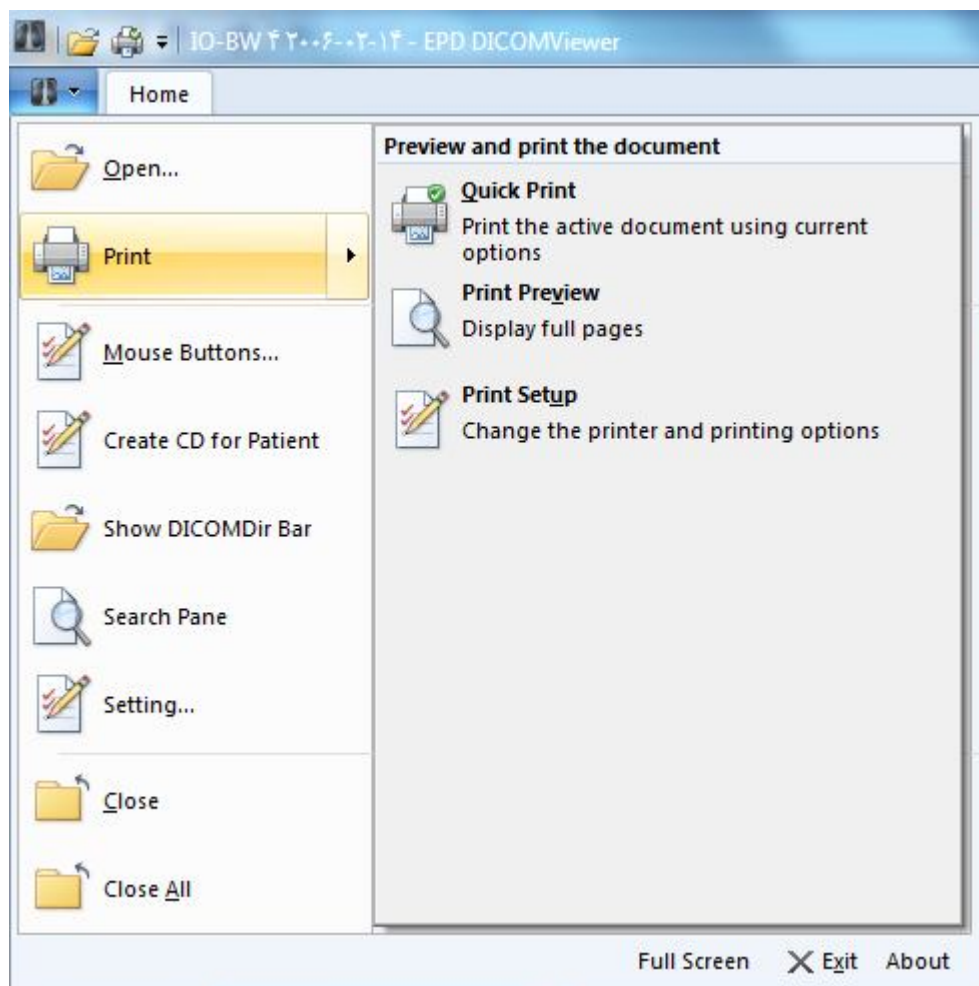 IO-BW ۴ ۲۰۰۶-۰۲-۱۴ - EPD DICOMViewer
Home
Open...
Print
Mouse Buttons...
Create CD for Patient
Show DICOMDir Bar
Search Pane
Setting...
Close
Close All
Preview and print the document
Quick Print
Print the active document using current
options
Print Preview
Display full pages
Print Setup
Change the printer and printing options
Full Screen
Exit
About